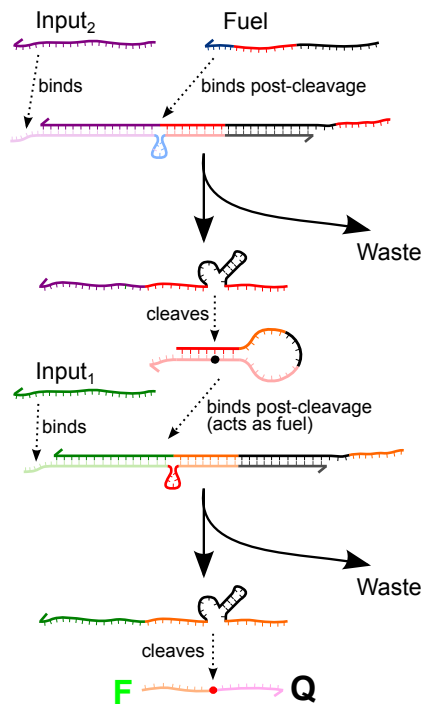 Input₂
Fuel
binds
binds post-cleavage
Waste
cleaves
Input₁
binds
binds post-cleavage
(acts as fuel)
Waste
cleaves
F
Q